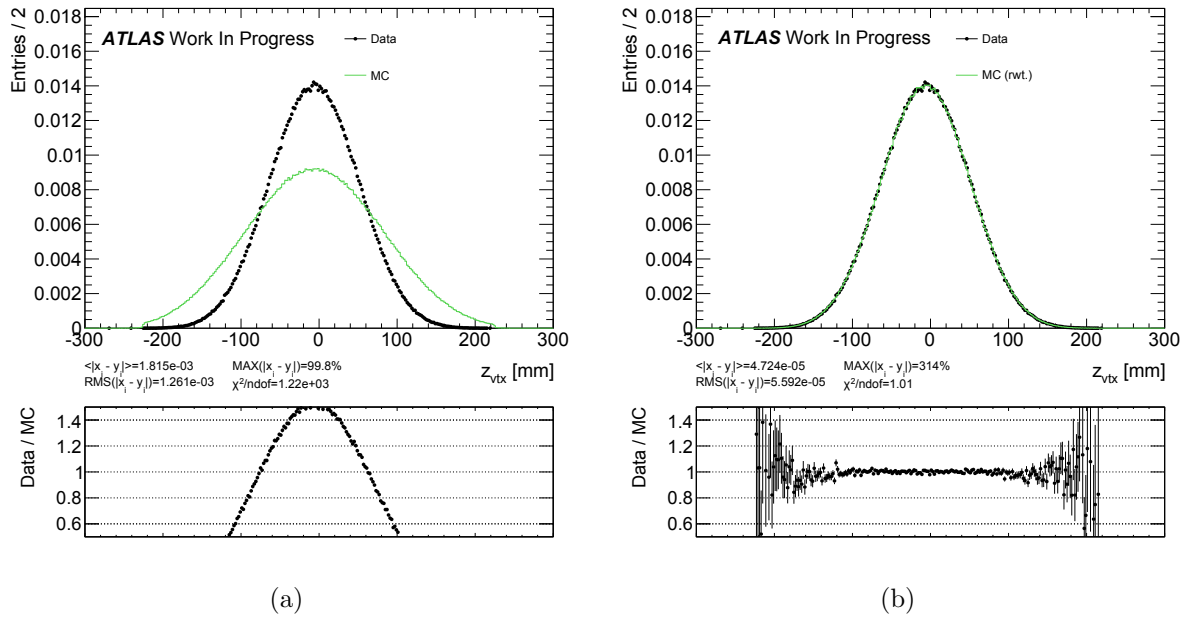 Entries / 2
0.018
0.016
0.014
0.012
0.01
0.008
0.006
0.004
0.002
0
ATLAS Work In Progress
Data
MC
-300 -200 -100 0 100 200 300
z_vtx [mm]
<|x_i - y_i|>=1.815e-03 MAX(|x_i - y_i|)=99.8%
RMS(|x_i - y_i|)=1.261e-03 χ²/ndof=1.22e+03
Data / MC
1.4
1.2
1
0.8
0.6
(a)
Entries / 2
0.018
0.016
0.014
0.012
0.01
0.008
0.006
0.004
0.002
0
ATLAS Work In Progress
Data
MC (rwt.)
-300 -200 -100 0 100 200 300
z_vtx [mm]
<|x_i - y_i|>=4.724e-05 MAX(|x_i - y_i|)=314%
RMS(|x_i - y_i|)=5.592e-05 χ²/ndof=1.01
Data / MC
1.4
1.2
1
0.8
0.6
(b)